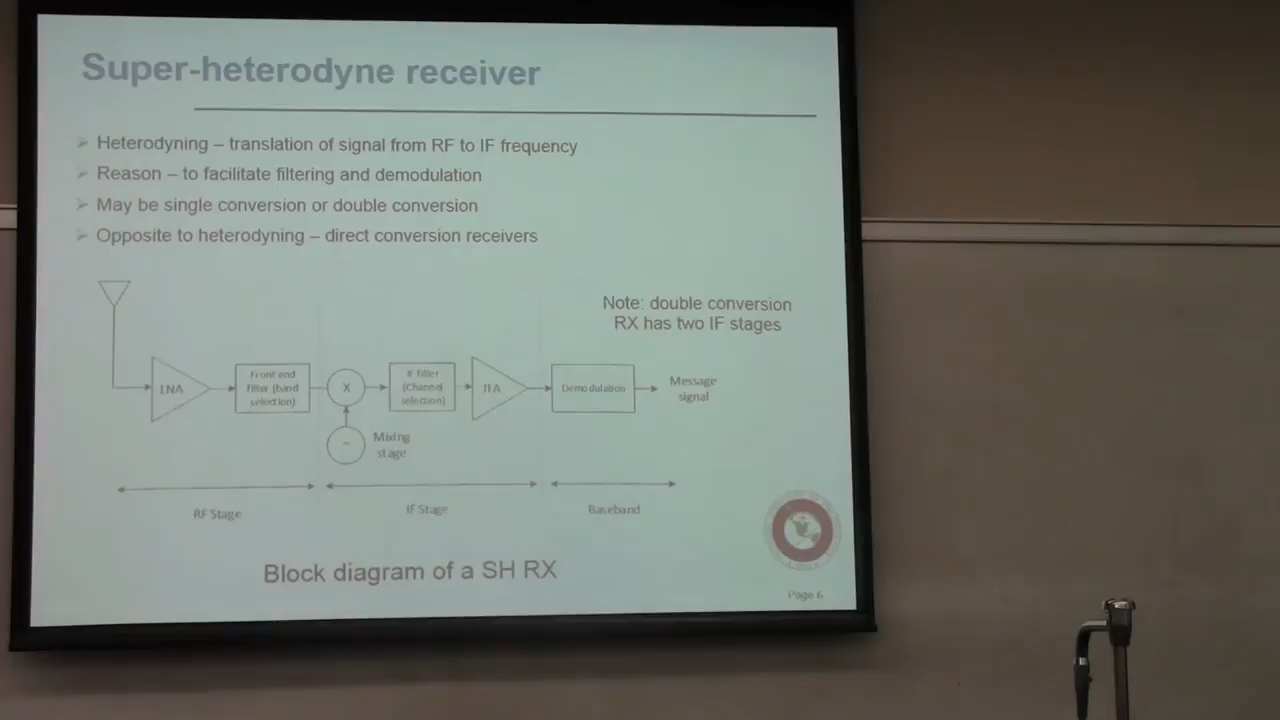 Super-heterodyne receiver
➢ Heterodyning – translation of signal from RF to IF frequency
➢ Reason – to facilitate filtering and demodulation
➢ May be single conversion or double conversion
➢ Opposite to heterodyning – direct conversion receivers
Note: double conversion
RX has two IF stages
LNA
Front end
filter (band
selection)
X
IF filter
(Channel
selection)
IFA
Demodulation
Message
signal
~
Mixing
stage
RF Stage
IF Stage
Baseband
Block diagram of a SH RX
Page 6